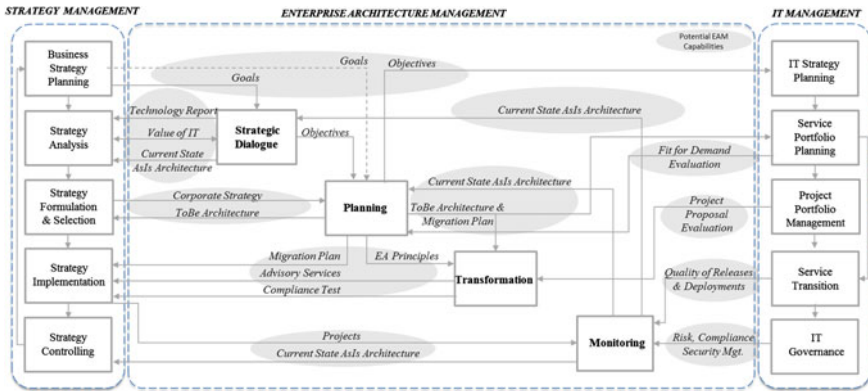 STRATEGY MANAGEMENT
ENTERPRISE ARCHITECTURE MANAGEMENT
IT MANAGEMENT
Business
Strategy
Planning
Strategy
Analysis
Strategy
Formulation
& Selection
Strategy
Implementation
Strategy
Controlling
Goals
Goals
Objectives
Potential EAM
Capabilities
Technology Report
Value of IT
Current State
AsIs Architecture
Strategic
Dialogue
Objectives
Current State AsIs Architecture
Fit for Demand
Evaluation
Corporate Strategy
ToBe Architecture
Planning
Current State AsIs Architecture
ToBe Architecture &
Migration Plan
Project
Proposal
Evaluation
Migration Plan
EA Principles
Advisory Services
Compliance Test
Transformation
Quality of Releases
& Deployments
Projects
Current State AsIs Architecture
Monitoring
Risk, Compliance
Security Mgt.
IT Strategy
Planning
Service
Portfolio
Planning
Project
Portfolio
Management
Service
Transition
IT
Governance